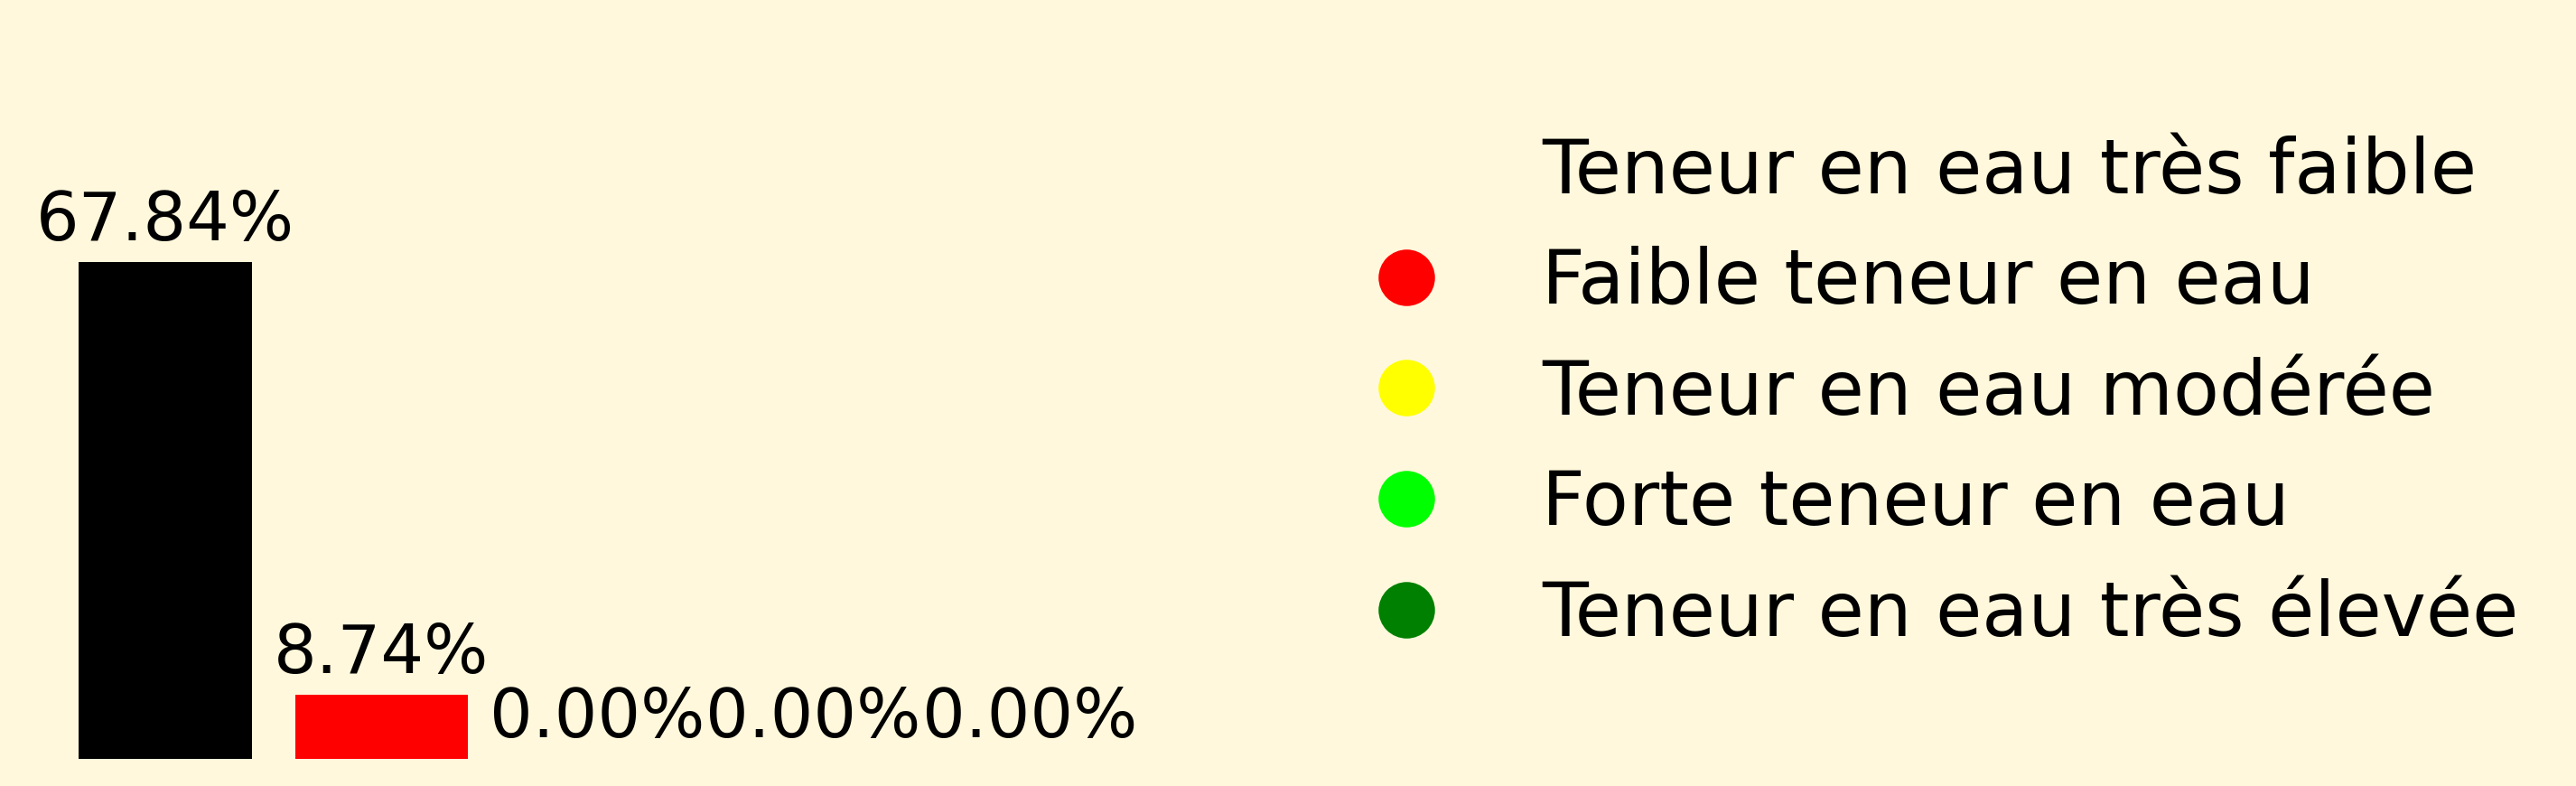 67.84%
8.74%
0.00%0.00%0.00%
Teneur en eau très faible
Faible teneur en eau
Teneur en eau modérée
Forte teneur en eau
Teneur en eau très élevée